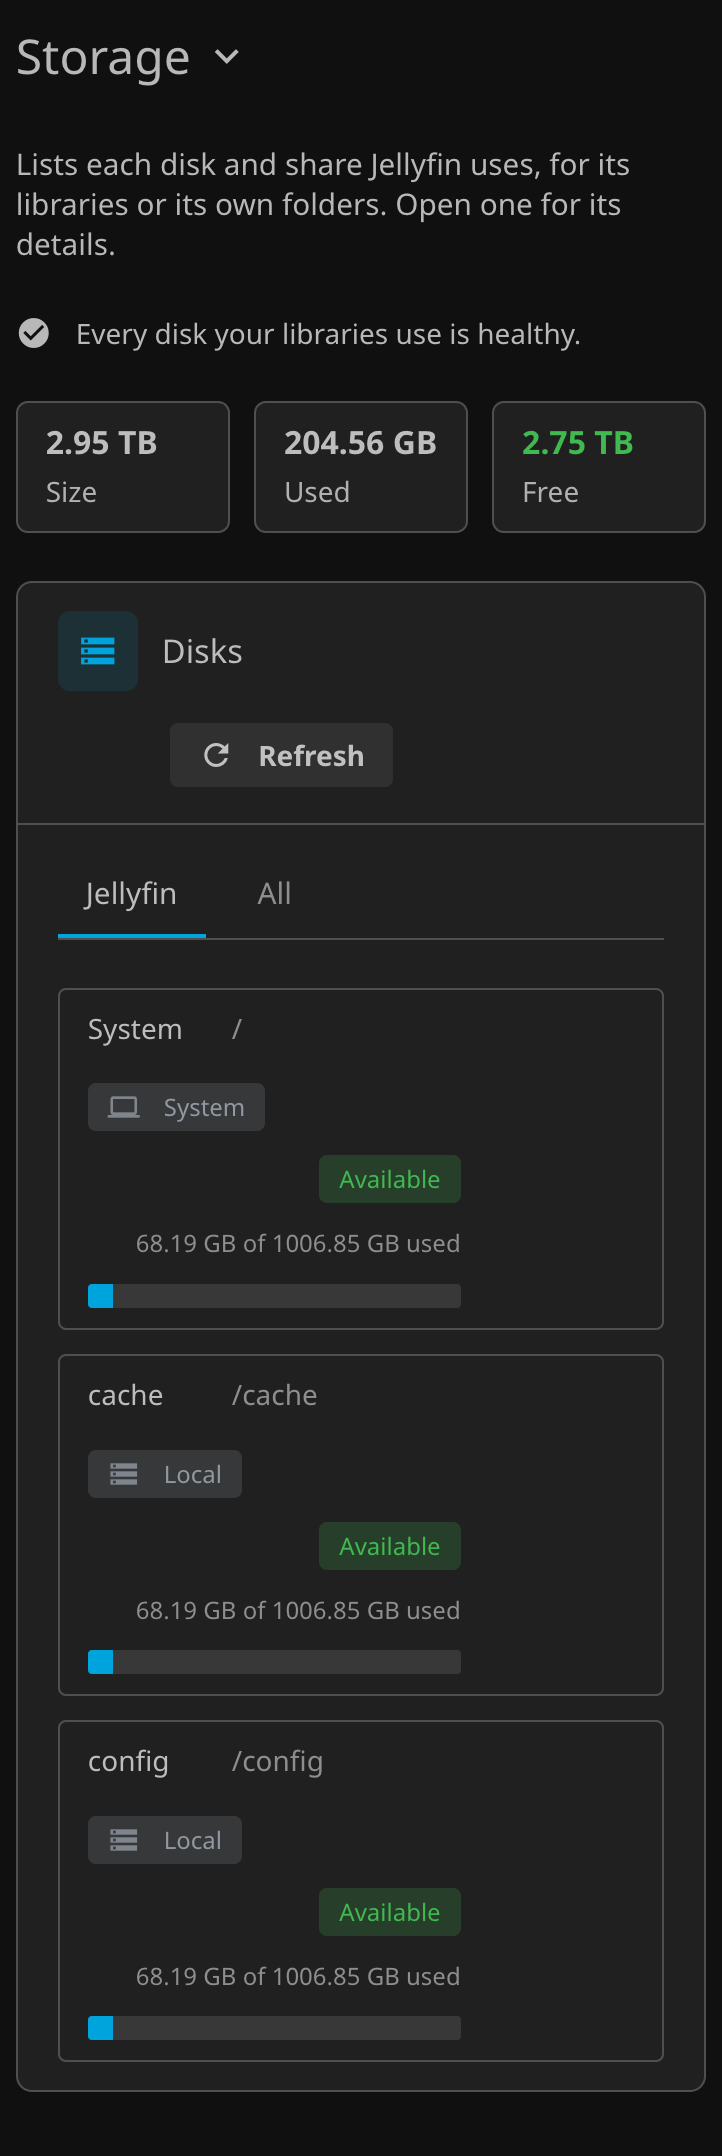 Storage
Lists each disk and share Jellyfin uses, for its
libraries or its own folders. Open one for its
details.
Every disk your libraries use is healthy.
2.95 TB
Size
204.56 GB
Used
2.75 TB
Free
Disks
Refresh
Jellyfin All
System /
System
Available
68.19 GB of 1006.85 GB used
cache /cache
Local
Available
68.19 GB of 1006.85 GB used
config /config
Local
Available
68.19 GB of 1006.85 GB used